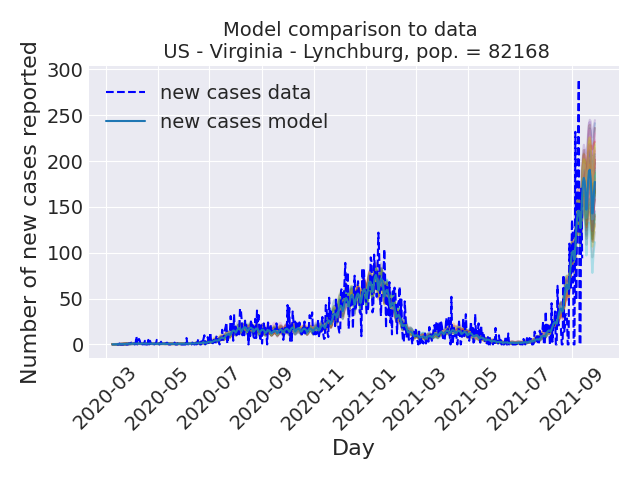 Model comparison to data
US - Virginia - Lynchburg, pop. = 82168
Number of new cases reported
300
250
200
150
100
50
0
new cases data
new cases model
2020-03
2020-05
2020-07
2020-09
2020-11
2021-01
2021-03
2021-05
2021-07
2021-09
Day